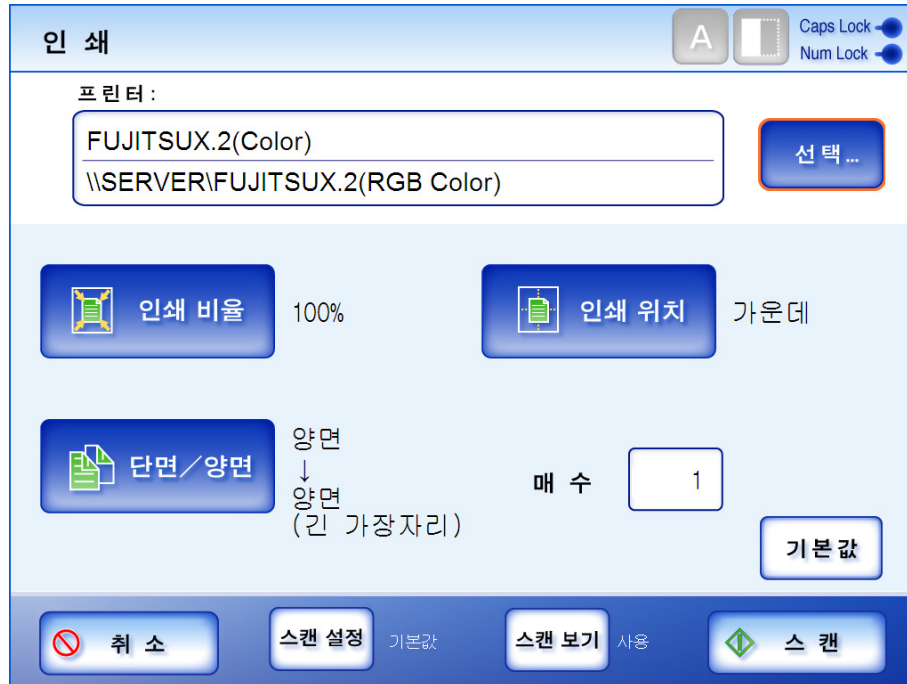 인 쇄
A
Caps Lock
Num Lock
프린터 :
FUJITSUX.2(Color)
\\SERVER\FUJITSUX.2(RGB Color)
선택...
인쇄 비율
100%
인쇄 위치
가운데
단면/양면
양면
↓
양면
(긴 가장자리)
매 수
1
기본값
취 소
스캔 설정
기본값
스캔 보기
사용
스 캔